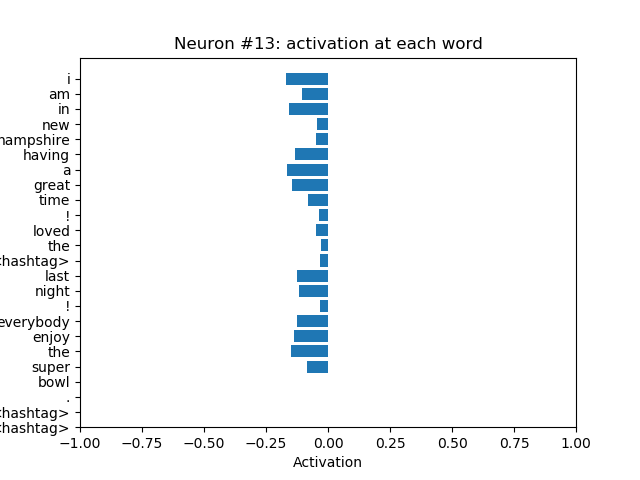 Neuron #13: activation at each word
i
am
in
new
hampshire
having
a
great
time
!
loved
the
<hashtag>
last
night
!
everybody
enjoy
the
super
bowl
.
<hashtag>
<hashtag>
−1.00 −0.75 −0.50 −0.25 0.00 0.25 0.50 0.75 1.00
Activation